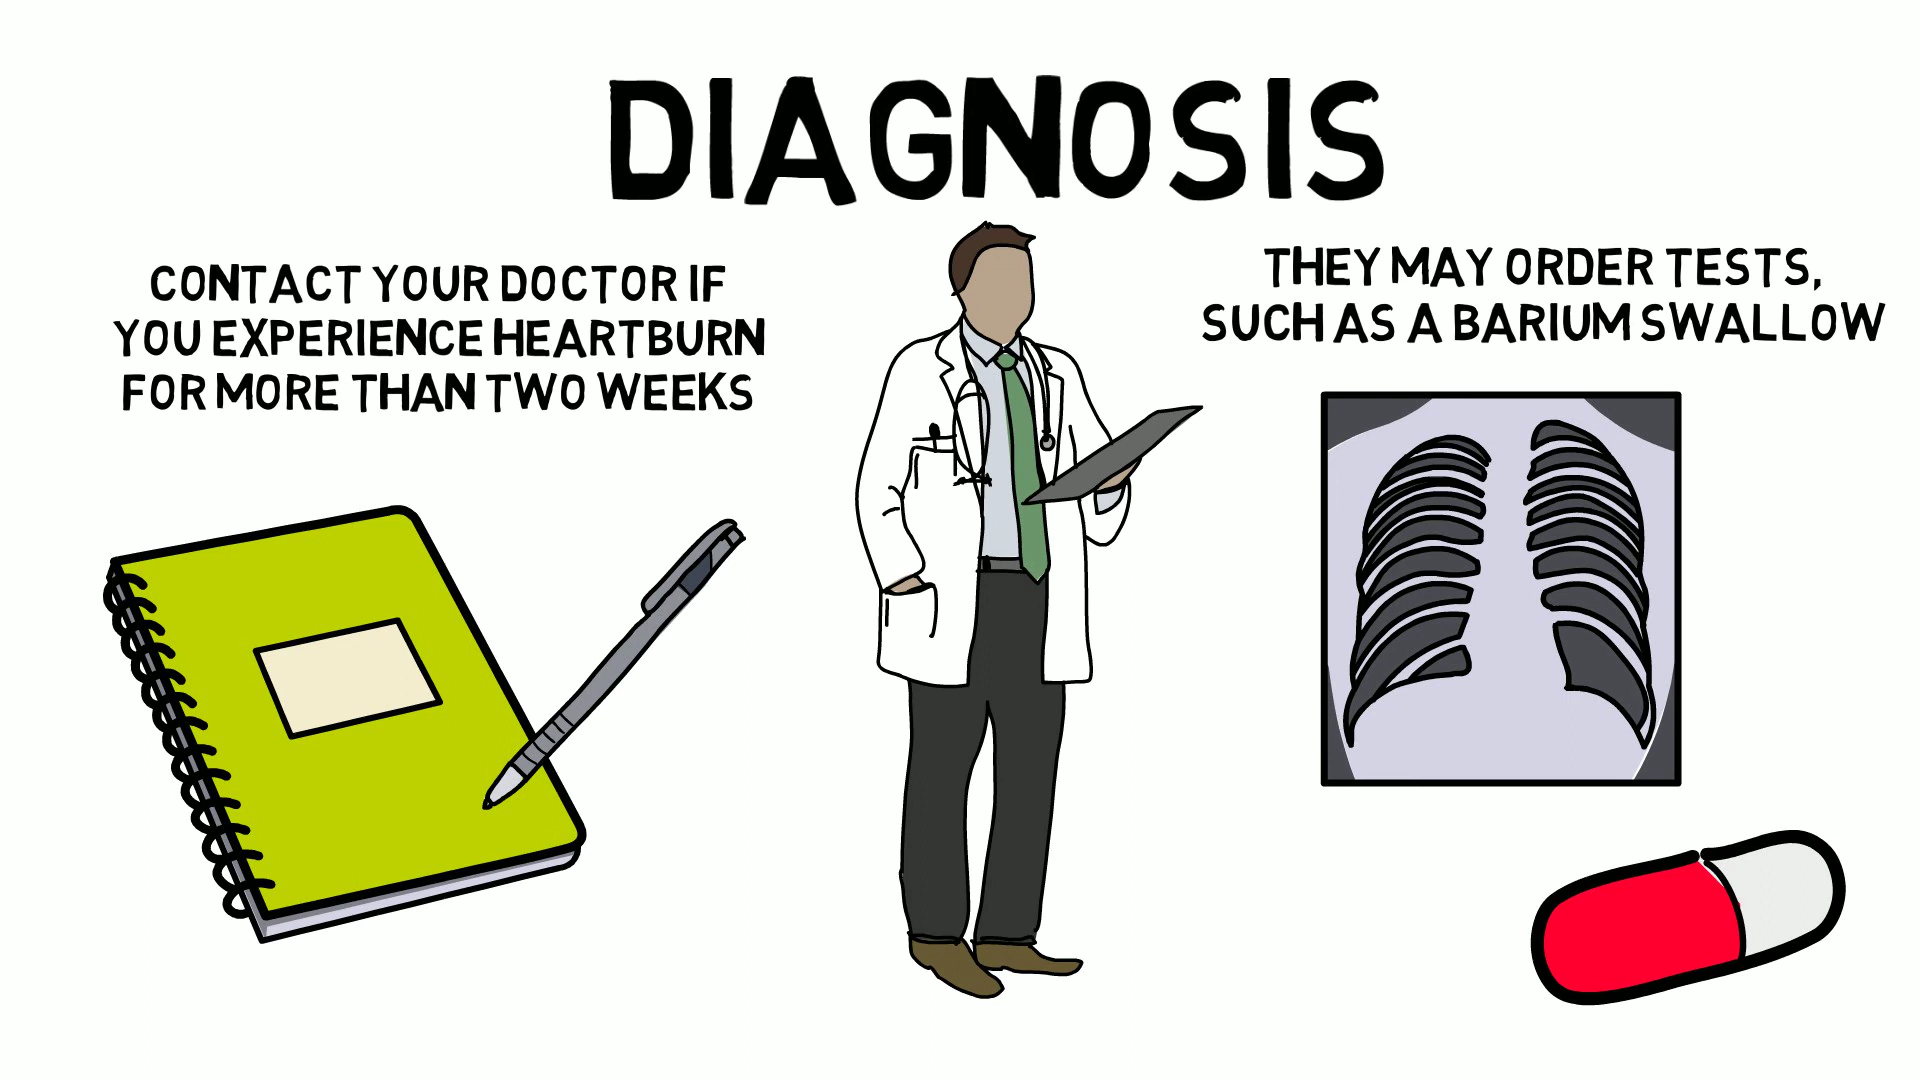 DIAGNOSIS
CONTACT YOUR DOCTOR IF
YOU EXPERIENCE HEARTBURN
FOR MORE THAN TWO WEEKS
THEY MAY ORDER TESTS,
SUCH AS A BARIUM SWALLOW